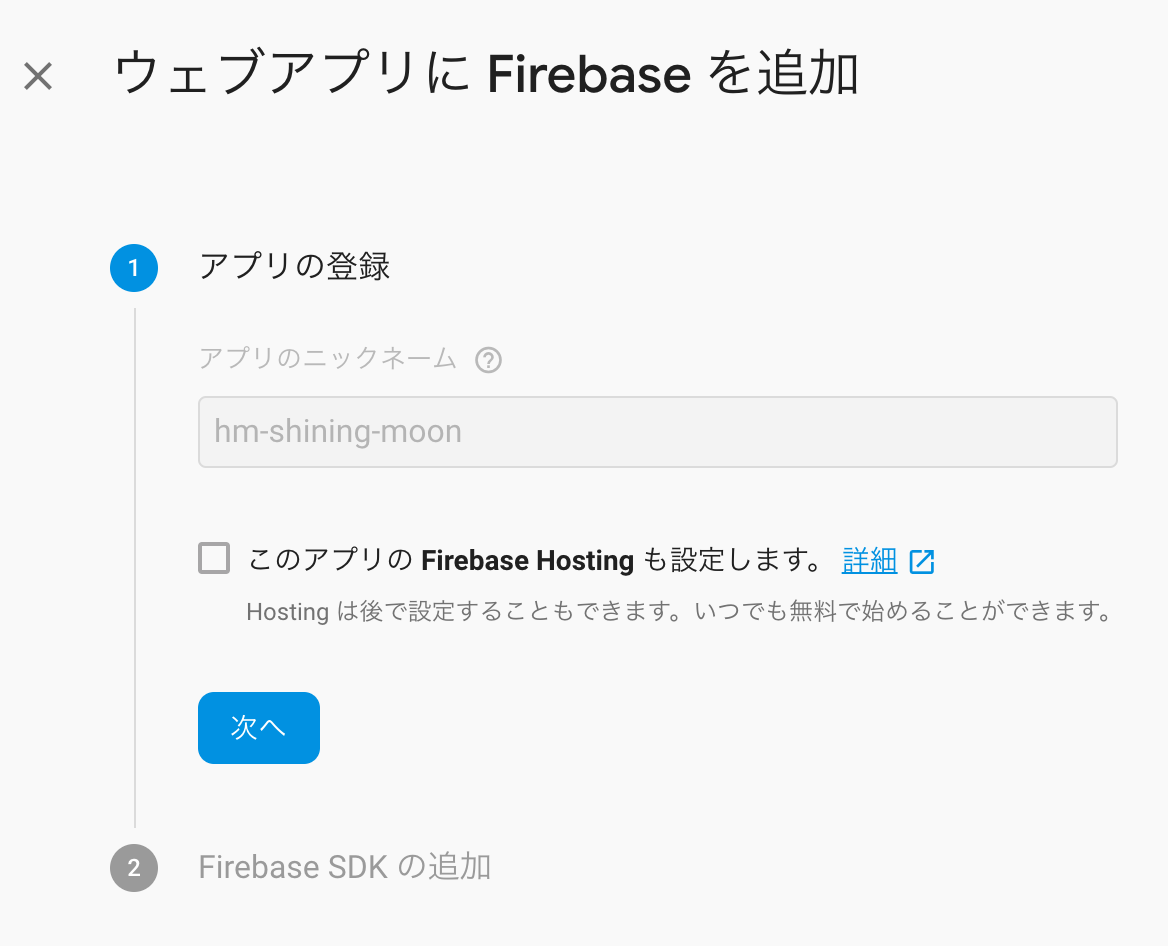 ウェブアプリに Firebase を追加
1 アプリの登録
アプリのニックネーム ?
hm-shining-moon
このアプリの Firebase Hosting も設定します。 詳細
Hosting は後で設定することもできます。いつでも無料で始めることができます。
次へ
2 Firebase SDK の追加